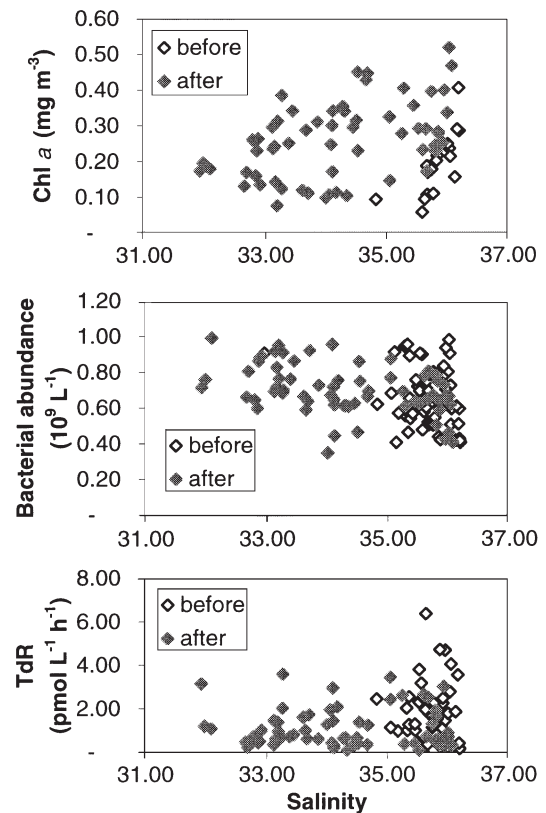 0.60
0.50
0.40
0.30
0.20
0.10
-
Chl a (mg m-3)
before
after
31.00 33.00 35.00 37.00
1.20
1.00
0.80
0.60
0.40
0.20
-
Bacterial abundance
(10⁹ L⁻¹)
before
after
31.00 33.00 35.00 37.00
8.00
6.00
4.00
2.00
-
TdR
(pmol L⁻¹ h⁻¹)
before
after
31.00 33.00 35.00 37.00
Salinity